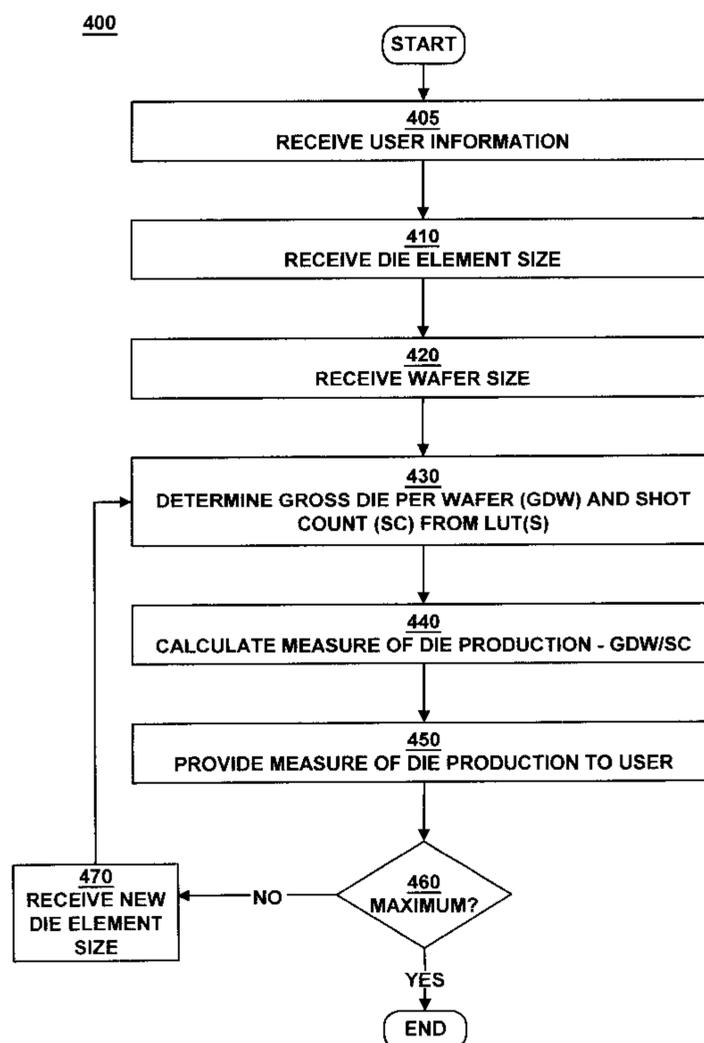 400
START
405
RECEIVE USER INFORMATION
410
RECEIVE DIE ELEMENT SIZE
420
RECEIVE WAFER SIZE
430
DETERMINE GROSS DIE PER WAFER (GDW) AND SHOT
COUNT (SC) FROM LUT(S)
440
CALCULATE MEASURE OF DIE PRODUCTION - GDW/SC
450
PROVIDE MEASURE OF DIE PRODUCTION TO USER
460
MAXIMUM?
NO
470
RECEIVE NEW
DIE ELEMENT
SIZE
YES
END